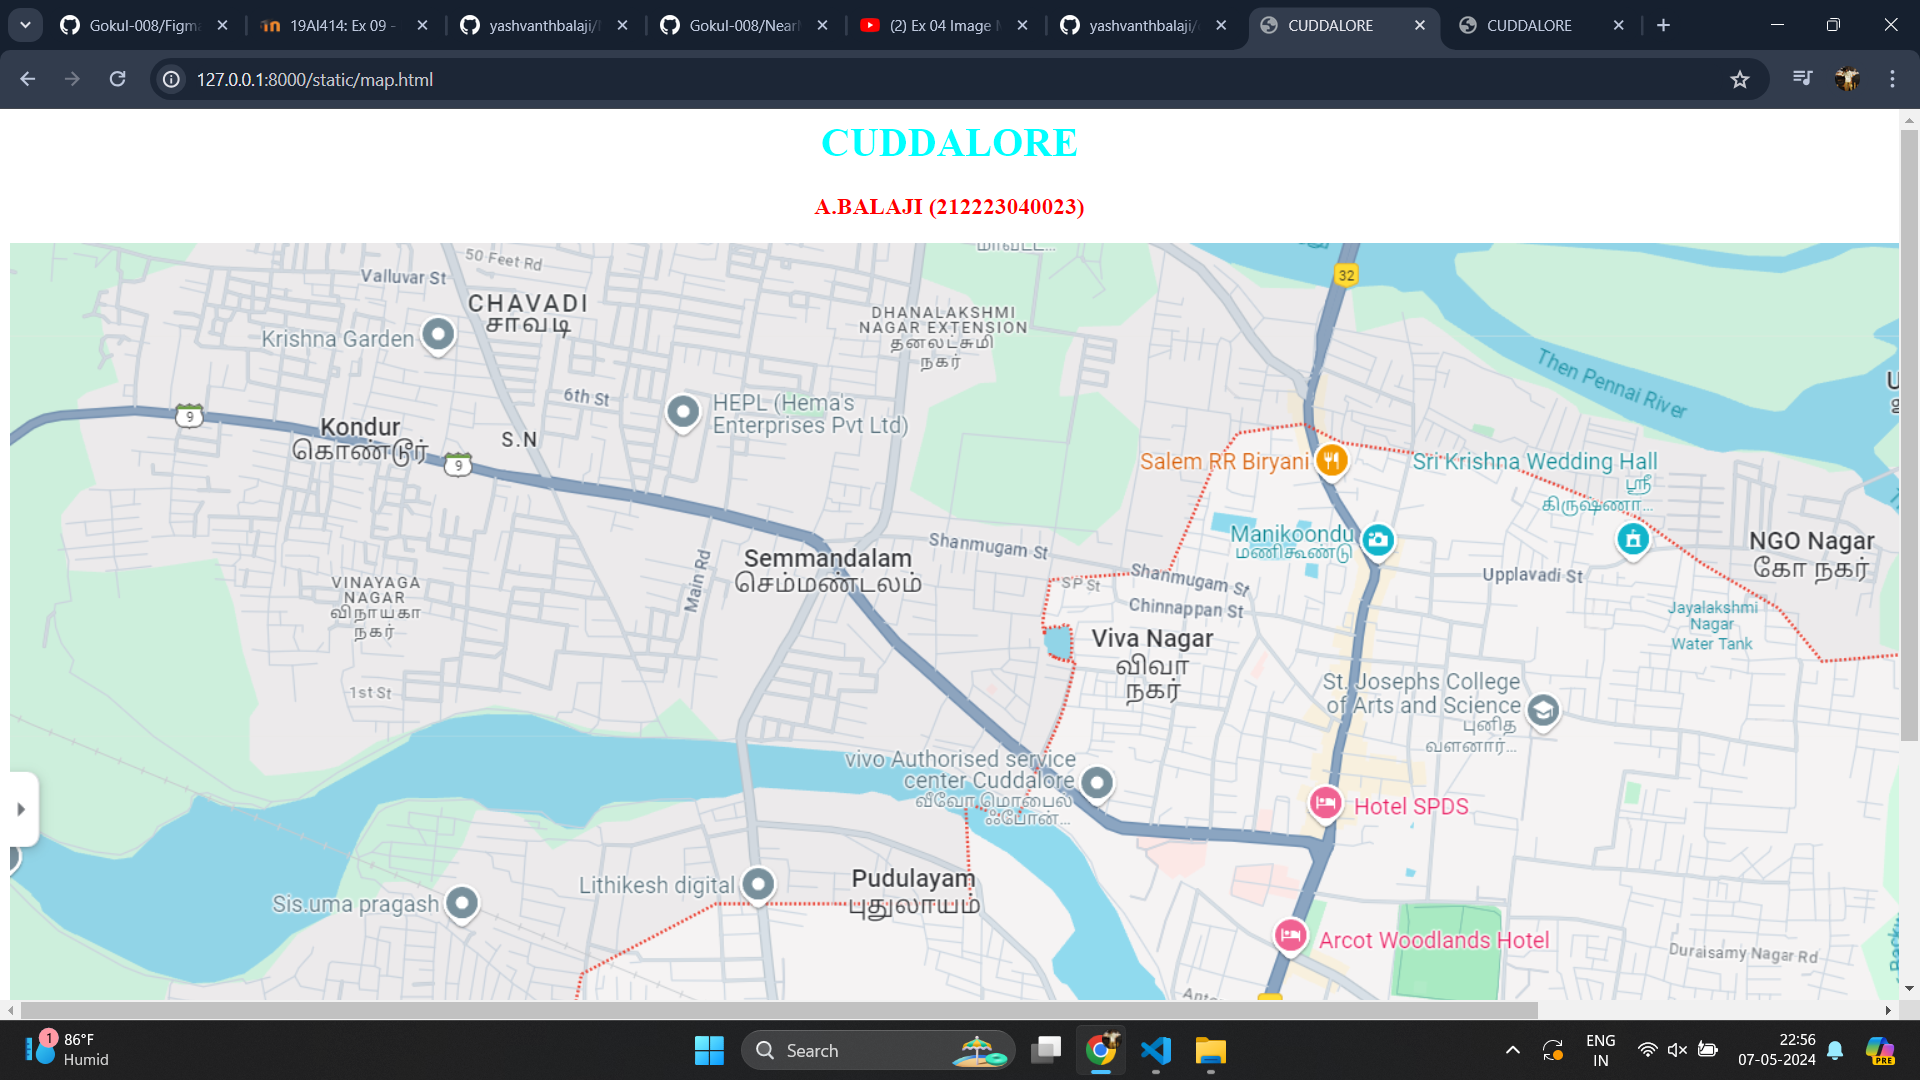 Gokul-008/Figma
19AI414: Ex 09 -
yashvanthbalaji/
Gokul-008/Near
(2) Ex 04 Image
yashvanthbalaji/
CUDDALORE
CUDDALORE
127.0.0.1:8000/static/map.html
CUDDALORE
A.BALAJI (212223040023)
50 Feet Rd
Valluvar St
32
CHAVADI
சாவடி
DHANALAKSHMI
NAGAR EXTENSION
தனலட்சுமி
நகர்
Krishna Garden
Then Pennai River
6th St
HEPL (Hema's
Enterprises Pvt Ltd)
9
Kondur
கொண்டூர்
S.N
9
Salem RR Biryani
Sri Krishna Wedding Hall
ஸ்ரீ
கிருஷ்ணா...
Manikoondu
மணிகூண்டு
NGO Nagar
கோ நகர்
Shanmugam St
Semmandalam
செம்மண்டலம்
Main Rd
Shanmugam St
SP St
Chinnappan St
Upplavadi St
VINAYAGA
NAGAR
விநாயகா
நகர்
Jayalakshmi
Nagar
Water Tank
Viva Nagar
விவா
நகர்
1st St
St. Josephs College
of Arts and Science
புனித
வளனார்...
vivo Authorised service
center Cuddalore
வீவோ மொபைல்
ஃபோன்...
Hotel SPDS
Lithikesh digital
Pudulayam
புதுலாயம்
Sis.uma pragash
Arcot Woodlands Hotel
Duraisamy Nagar Rd
1
86°F
Humid
Search
ENG
IN
22:56
07-05-2024
PRE